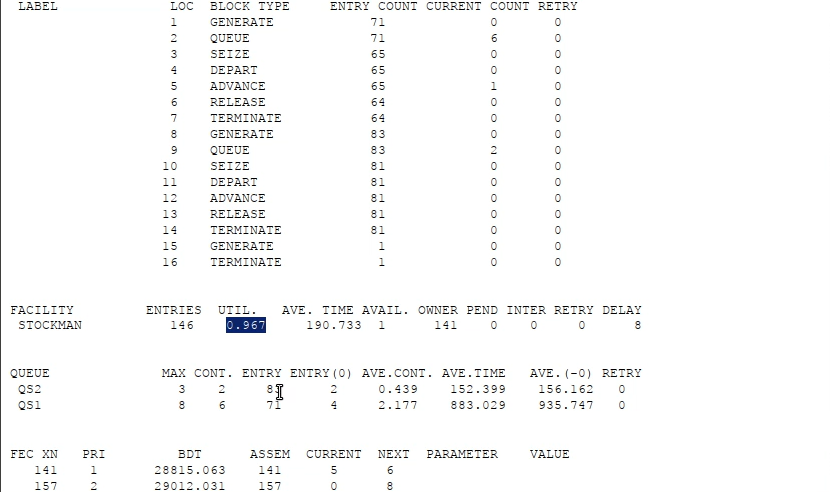 LABEL LOC BLOCK TYPE ENTRY COUNT CURRENT COUNT RETRY
1 GENERATE 71 0 0
2 QUEUE 71 6 0
3 SEIZE 65 0 0
4 DEPART 65 0 0
5 ADVANCE 65 1 0
6 RELEASE 64 0 0
7 TERMINATE 64 0 0
8 GENERATE 83 0 0
9 QUEUE 83 2 0
10 SEIZE 81 0 0
11 DEPART 81 0 0
12 ADVANCE 81 0 0
13 RELEASE 81 0 0
14 TERMINATE 81 0 0
15 GENERATE 1 0 0
16 TERMINATE 1 0 0
FACILITY ENTRIES UTIL. AVE. TIME AVAIL. OWNER PEND INTER RETRY DELAY
STOCKMAN 146 0.967 190.733 1 141 0 0 0 8
QUEUE MAX CONT. ENTRY ENTRY(0) AVE.CONT. AVE.TIME AVE.(-0) RETRY
QS2 3 2 83 2 0.439 152.399 156.162 0
QS1 8 6 71 4 2.177 883.029 935.747 0
FEC XN PRI BDT ASSEM CURRENT NEXT PARAMETER VALUE
141 1 28815.063 141 5 6
157 2 29012.031 157 0 8